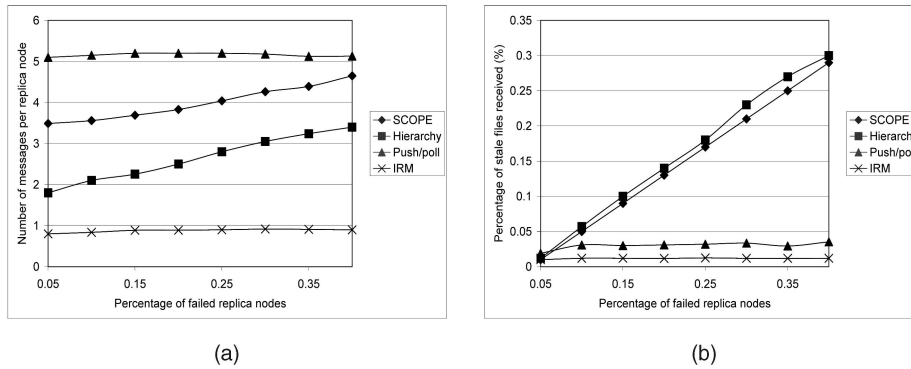 6
5
4
3
2
1
0
Number of messages per replica node
0.05 0.15 0.25 0.35
Percentage of failed replica nodes
SCOPE
Hierarchy
Push/poll
IRM
(a)
0.35
0.3
0.25
0.2
0.15
0.1
0.05
0
Percentage of stale files received (%)
0.05 0.15 0.25 0.35
Percentage of failed replica nodes
SCOPE
Hierarch
Push/po
IRM
(b)